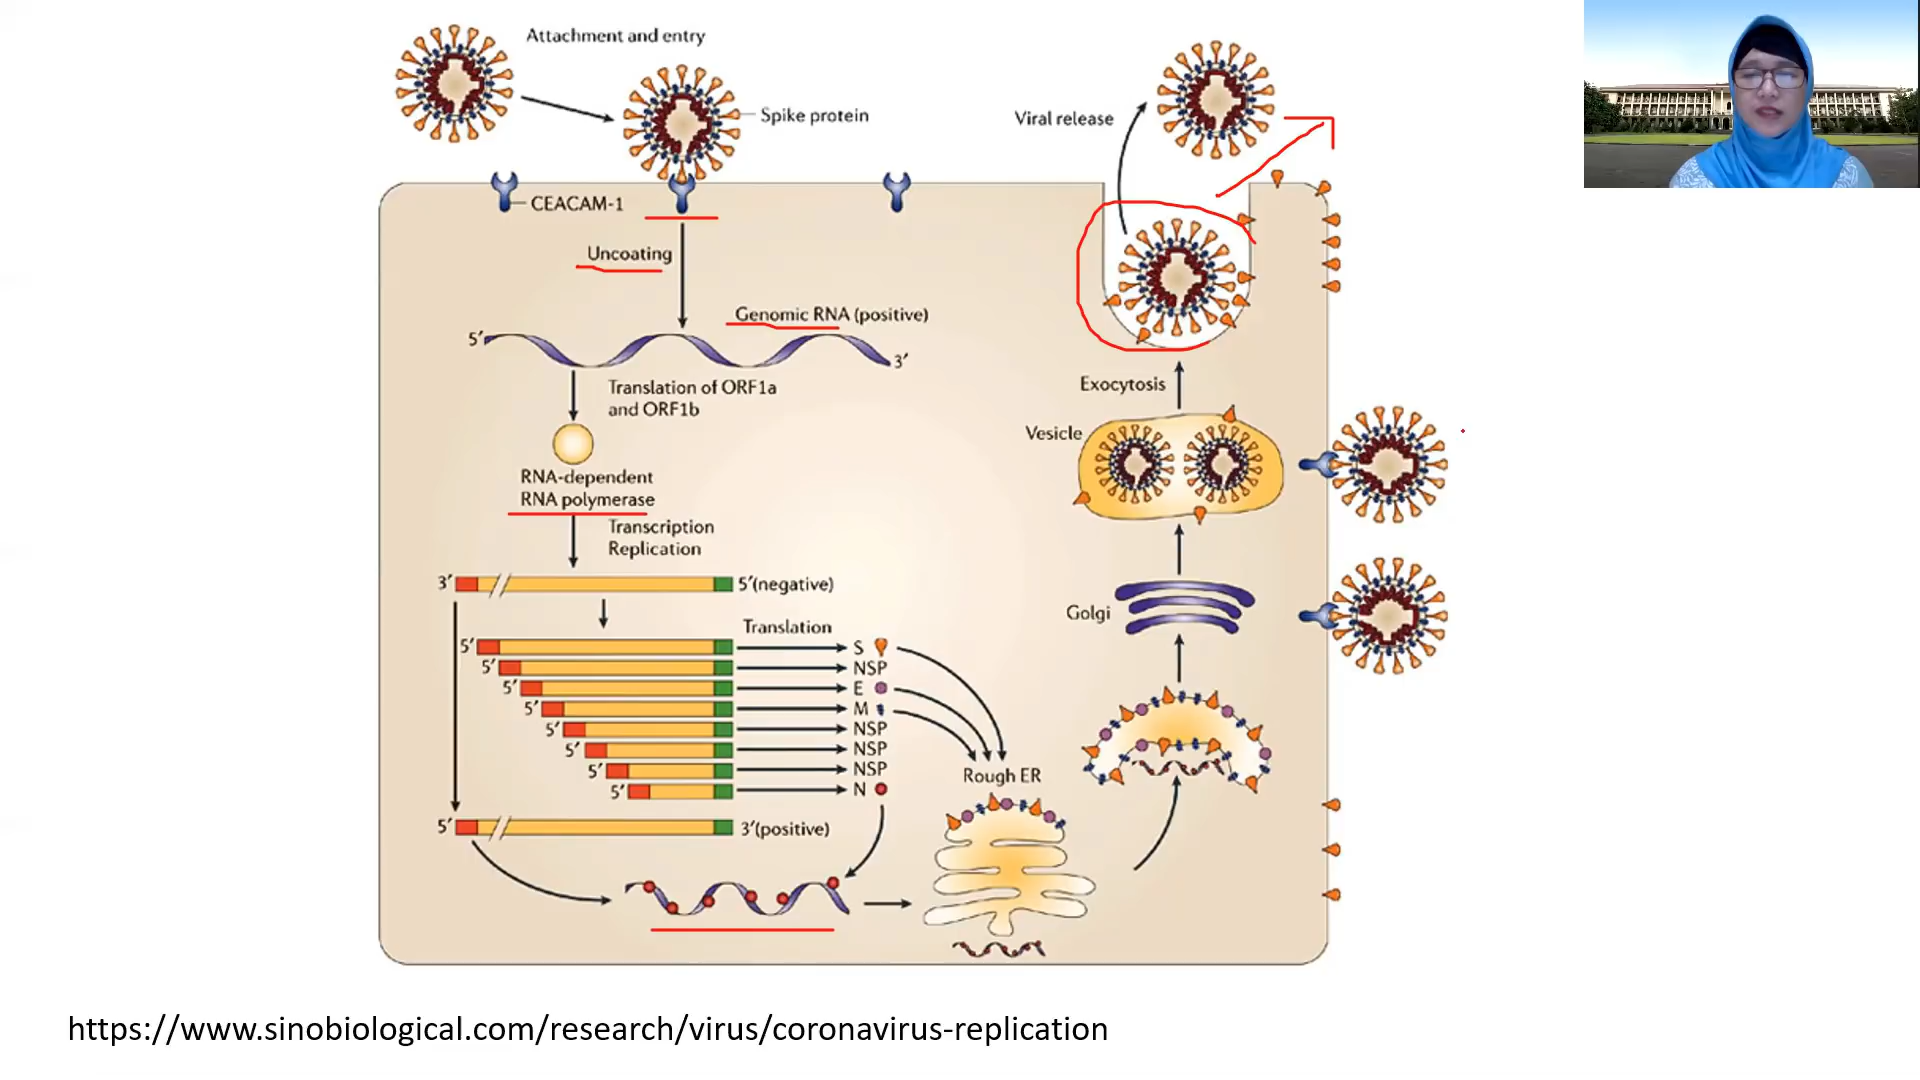 Attachment and entry
Spike protein
CEACAM-1
Uncoating
Genomic RNA (positive)
5′
3′
Translation of ORF1a
and ORF1b
RNA-dependent
RNA polymerase
Transcription
Replication
3′
5′(negative)
Translation
5′
S
5′
NSP
5′
E
5′
M
5′
NSP
5′
NSP
5′
NSP
5′
N
5′
3′(positive)
Rough ER
Golgi
Vesicle
Exocytosis
Viral release
https://www.sinobiological.com/research/virus/coronavirus-replication